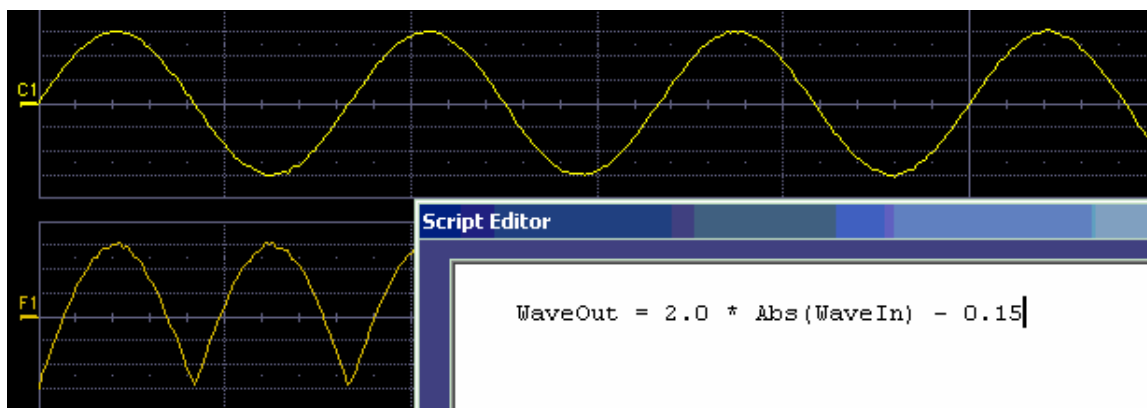 C1
Script Editor
F1
WaveOut = 2.0 * Abs(WaveIn) - 0.15